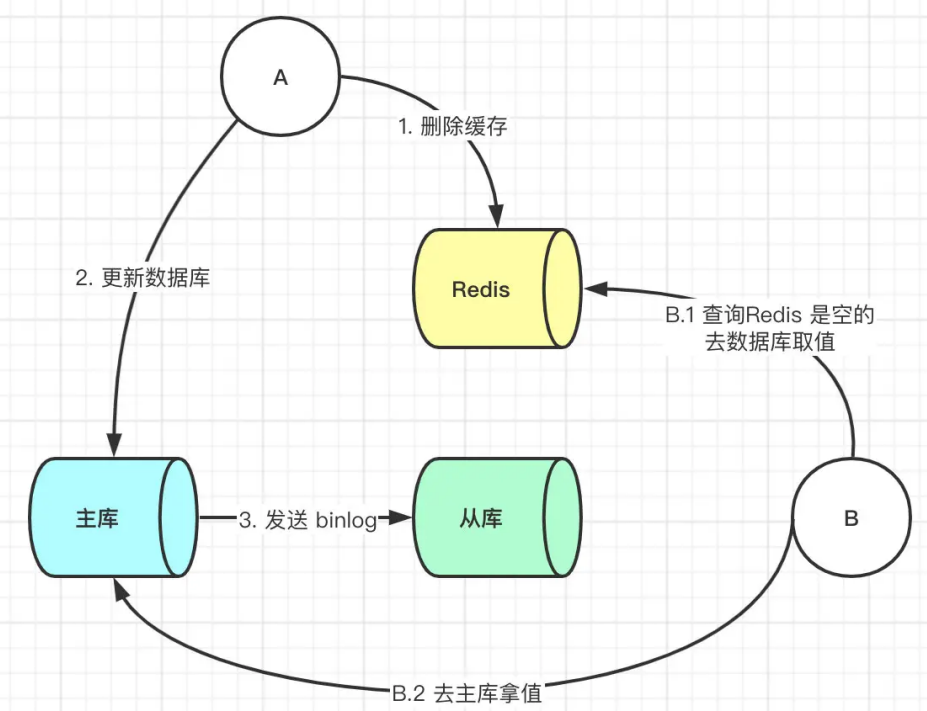 A
1. 删除缓存
2. 更新数据库
Redis
B.1 查询Redis 是空的
去数据库取值
主库
3. 发送 binlog
从库
B
B.2 去主库拿值